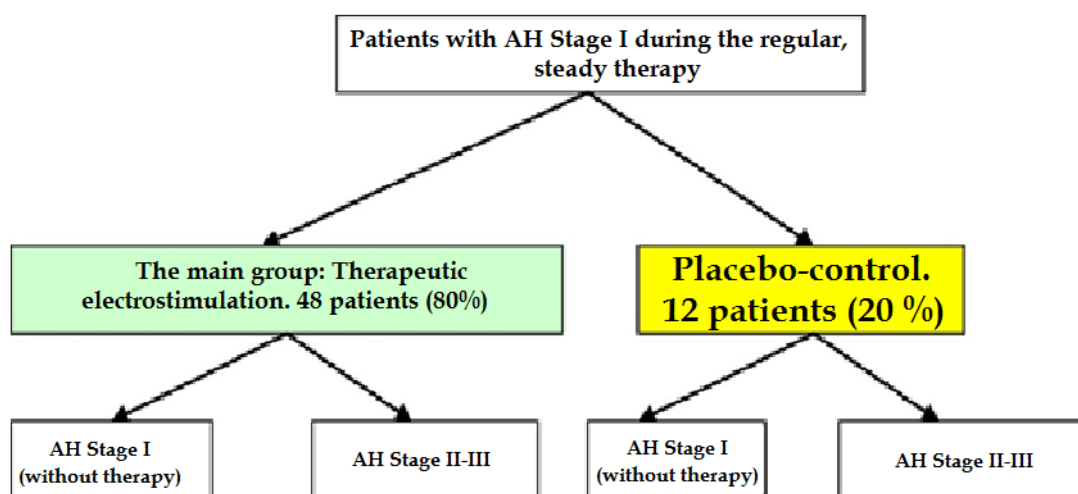 Patients with AH Stage I during the regular,
steady therapy
The main group: Therapeutic
electrostimulation. 48 patients (80%)
Placebo-control.
12 patients (20 %)
AH Stage I
(without therapy)
AH Stage II-III
AH Stage I
(without therapy)
AH Stage II-III